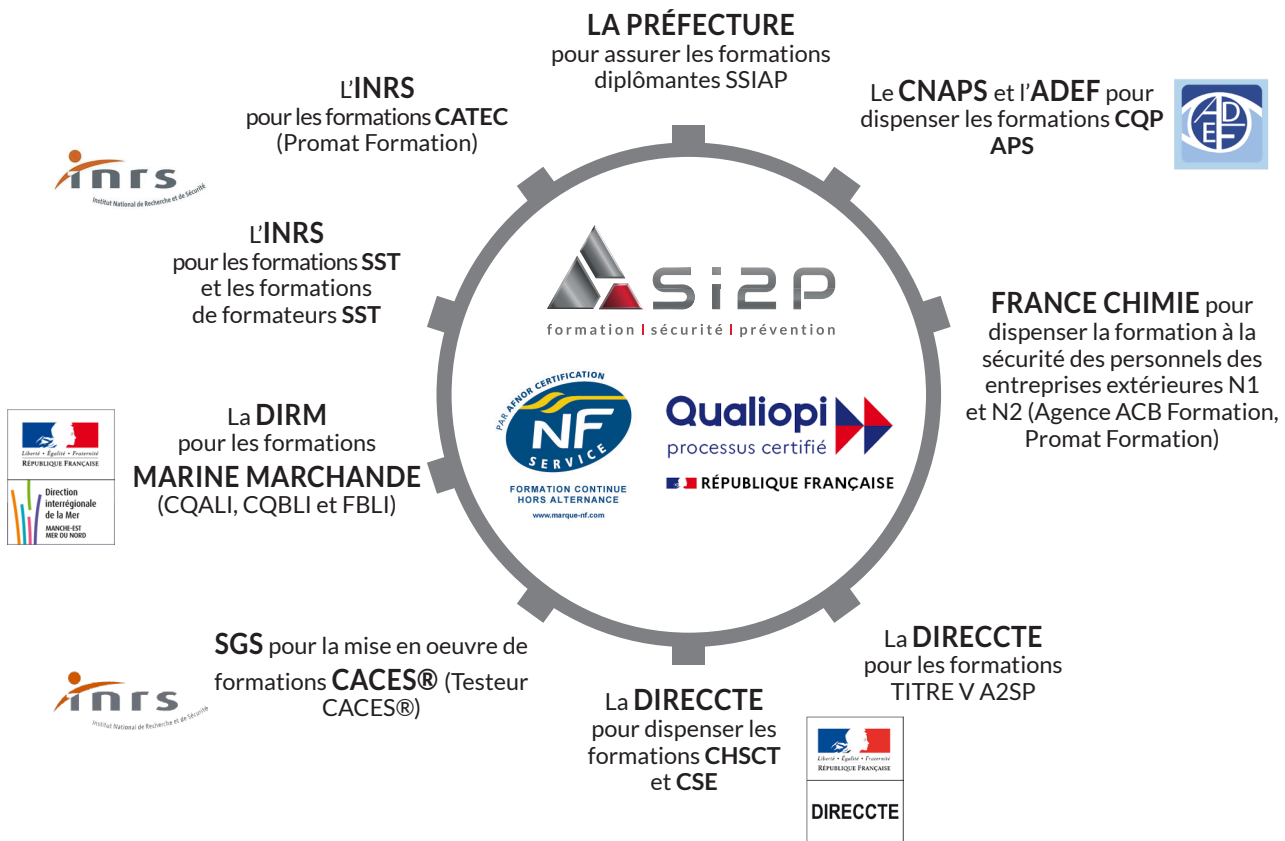 LA PRÉFECTURE
pour assurer les formations
diplômantes SSIAP
L'INRS
pour les formations CATEC
(Promat Formation)
Le CNAPS et l'ADEF pour
dispenser les formations CQP
APS
ADEF
inrs
Institut National de Recherche et de Sécurité
L'INRS
pour les formations SST
et les formations
de formateurs SST
Si2P
formation | sécurité | prévention
FRANCE CHIMIE pour
dispenser la formation à la
sécurité des personnels des
entreprises extérieures N1
et N2 (Agence ACB Formation,
Promat Formation)
PAR AFNOR CERTIFICATION
NF
SERVICE
FORMATION CONTINUE
HORS ALTERNANCE
www.marque-nf.com
Qualiopi
processus certifié
RÉPUBLIQUE FRANÇAISE
Liberté • Égalité • Fraternité
RÉPUBLIQUE FRANÇAISE
Direction
interrégionale
de la Mer
MANCHE-EST
MER DU NORD
La DIRM
pour les formations
MARINE MARCHANDE
(CQALI, CQBLI et FBLI)
inrs
Institut National de Recherche et de Sécurité
SGS pour la mise en oeuvre de
formations CACES® (Testeur
CACES®)
La DIRECCTE
pour dispenser les
formations CHSCT
et CSE
La DIRECCTE
pour les formations
TITRE V A2SP
Liberté • Égalité • Fraternité
RÉPUBLIQUE FRANÇAISE
DIRECCTE